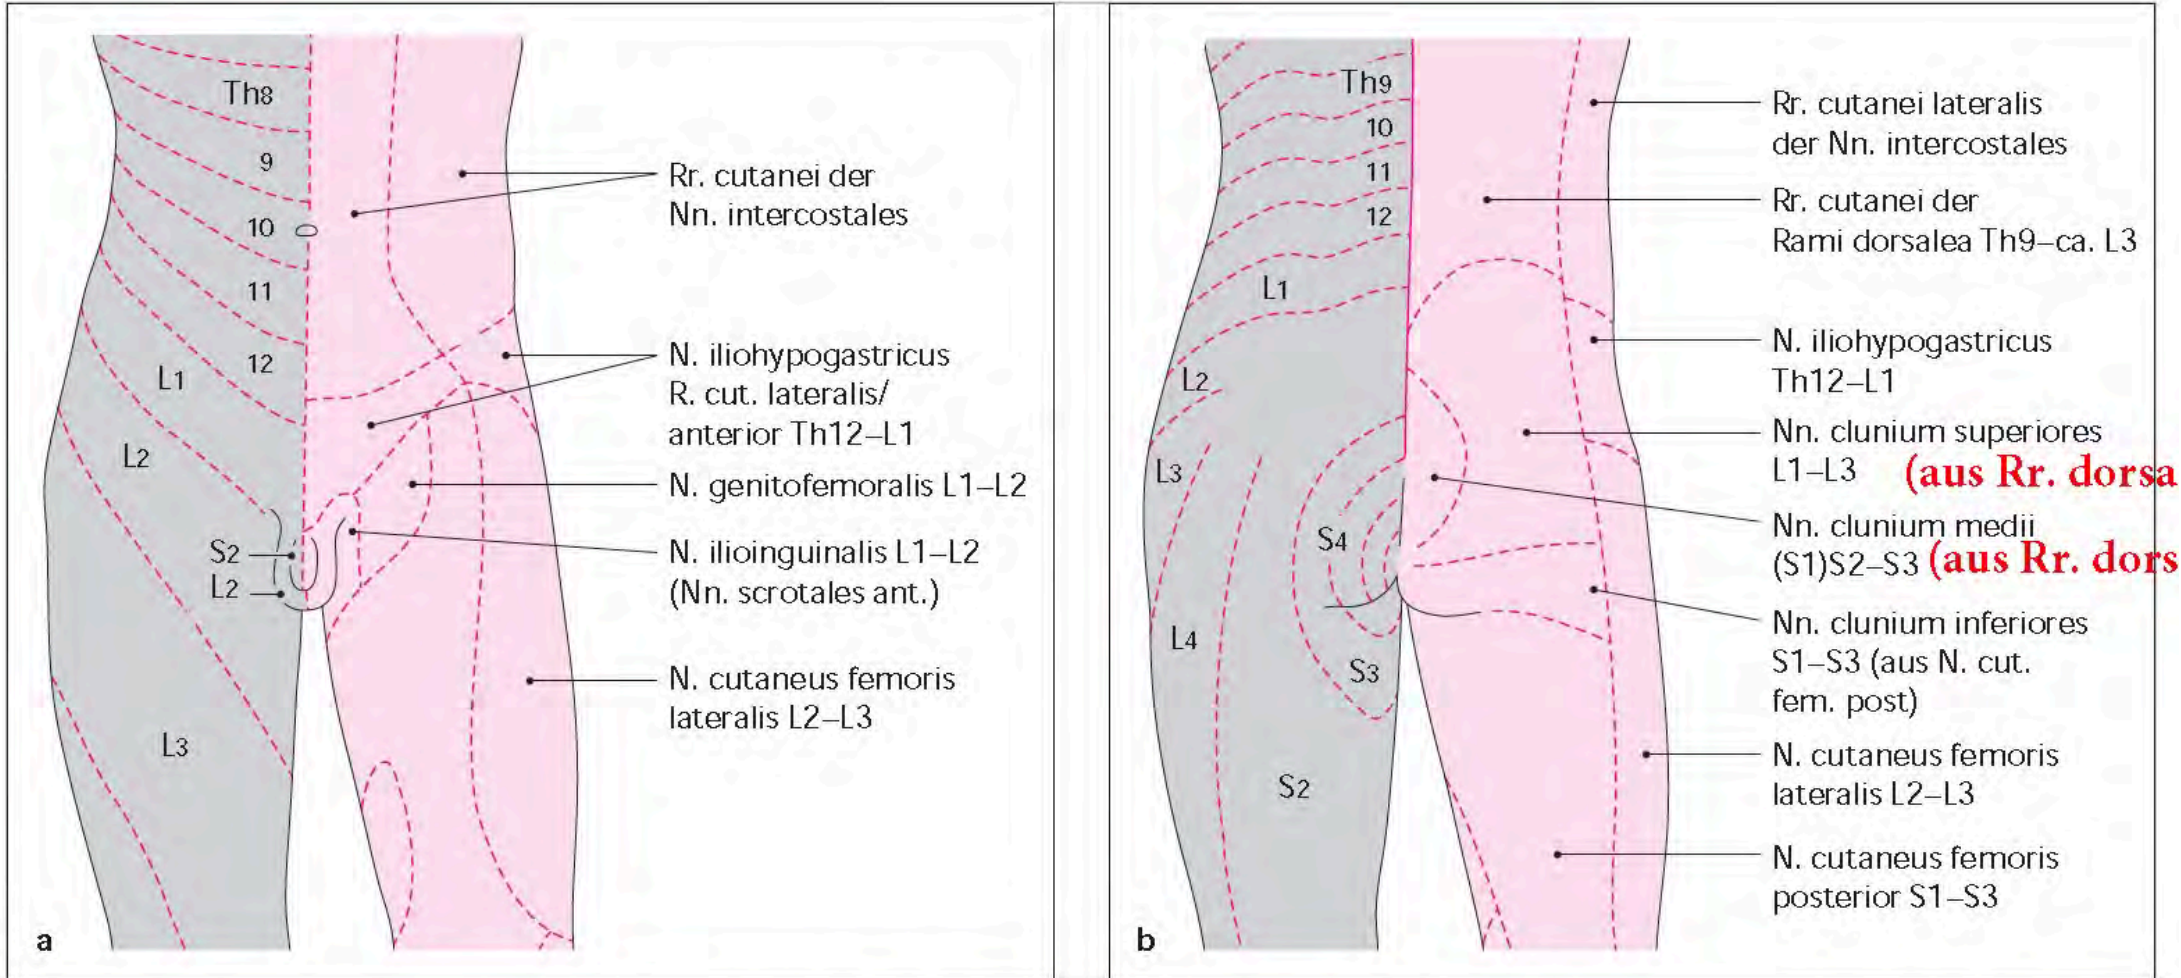 Th8
9
10
11
12
L1
L2
S2
L2
L3
Rr. cutanei der
Nn. intercostales
N. iliohypogastricus
R. cut. lateralis/
anterior Th12–L1
N. genitofemoralis L1–L2
N. ilioinguinalis L1–L2
(Nn. scrotales ant.)
N. cutaneus femoris
lateralis L2–L3
a
Th9
10
11
12
L1
L2
L3
S4
L4
S3
S2
Rr. cutanei lateralis
der Nn. intercostales
Rr. cutanei der
Rami dorsalea Th9–ca. L3
N. iliohypogastricus
Th12–L1
Nn. clunium superiores
L1–L3 (aus Rr. dorsa
Nn. clunium medii
(S1)S2–S3 (aus Rr. dors
Nn. clunium inferiores
S1–S3 (aus N. cut.
fem. post)
N. cutaneus femoris
lateralis L2–L3
N. cutaneus femoris
posterior S1–S3
b